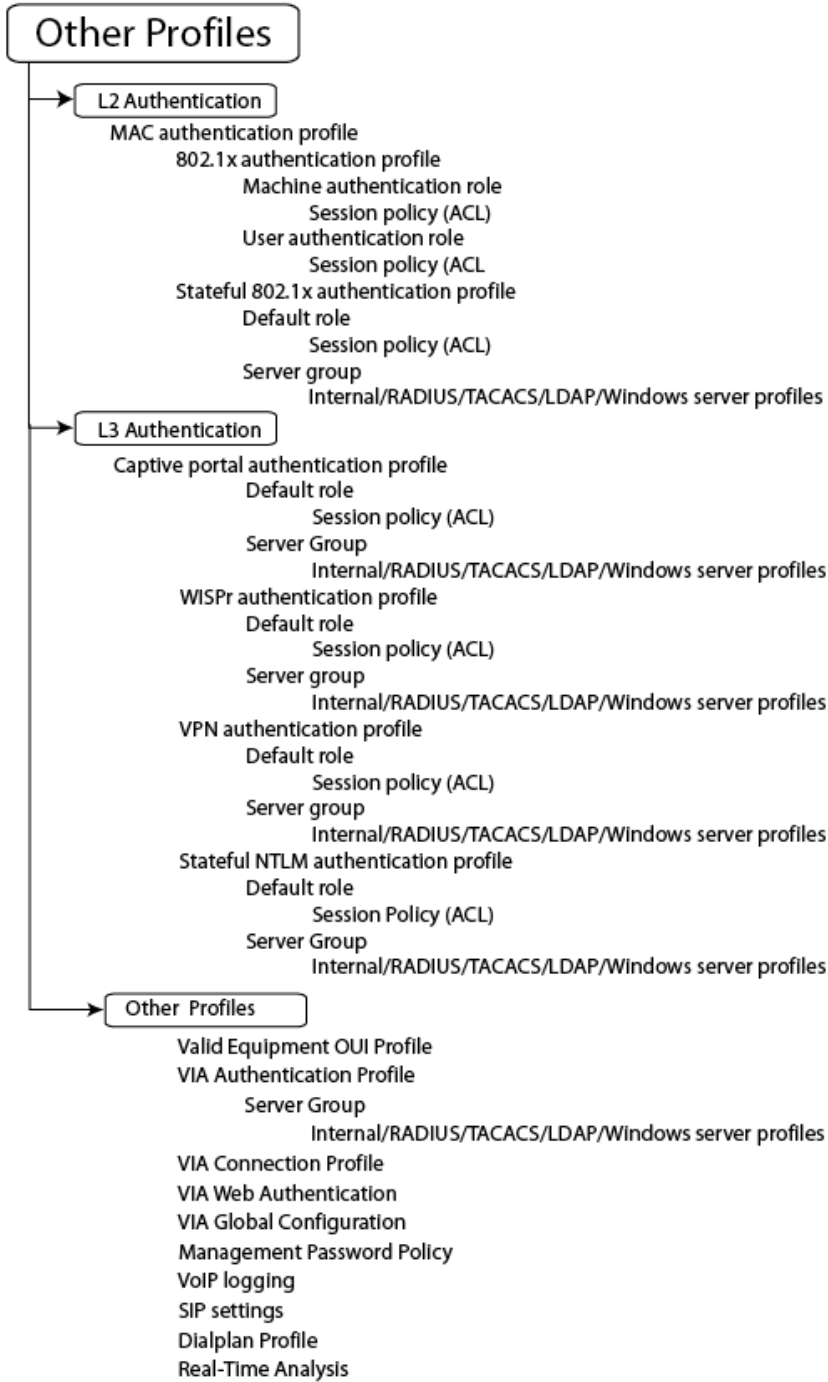 Other Profiles
L2 Authentication
MAC authentication profile
802.1x authentication profile
Machine authentication role
Session policy (ACL)
User authentication role
Session policy (ACL
Stateful 802.1x authentication profile
Default role
Session policy (ACL)
Server group
Internal/RADIUS/TACACS/LDAP/Windows server profiles
L3 Authentication
Captive portal authentication profile
Default role
Session policy (ACL)
Server Group
Internal/RADIUS/TACACS/LDAP/Windows server profiles
WISPr authentication profile
Default role
Session policy (ACL)
Server group
Internal/RADIUS/TACACS/LDAP/Windows server profiles
VPN authentication profile
Default role
Session policy (ACL)
Server group
Internal/RADIUS/TACACS/LDAP/Windows server profiles
Stateful NTLM authentication profile
Default role
Session Policy (ACL)
Server Group
Internal/RADIUS/TACACS/LDAP/Windows server profiles
Other Profiles
Valid Equipment OUI Profile
VIA Authentication Profile
Server Group
Internal/RADIUS/TACACS/LDAP/Windows server profiles
VIA Connection Profile
VIA Web Authentication
VIA Global Configuration
Management Password Policy
VoIP logging
SIP settings
Dialplan Profile
Real-Time Analysis